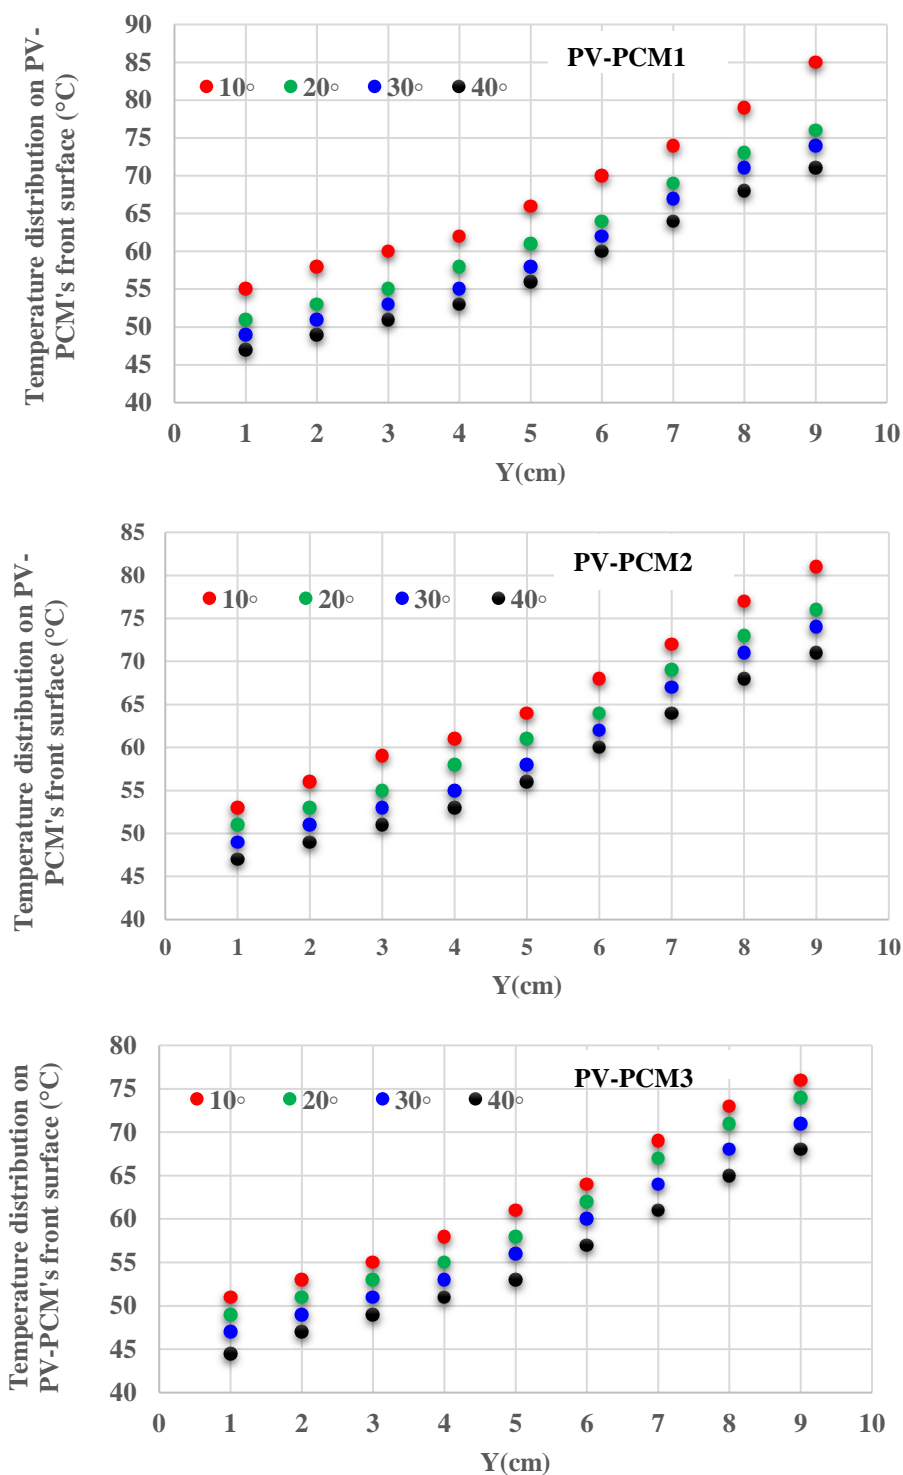 Temperature distribution on PV-
PCM's front surface (°C)
90
85
80
75
70
65
60
55
50
45
40
PV-PCM1
10○ 20○ 30○ 40○
0 1 2 3 4 5 6 7 8 9 10
Y(cm)
Temperature distribution on PV-
PCM's front surface (°C)
85
80
75
70
65
60
55
50
45
40
PV-PCM2
10○ 20○ 30○ 40○
0 1 2 3 4 5 6 7 8 9 10
Y(cm)
Temperature distribution on
PV-PCM's front surface (°C)
80
75
70
65
60
55
50
45
40
PV-PCM3
10○ 20○ 30○ 40○
0 1 2 3 4 5 6 7 8 9 10
Y(cm)